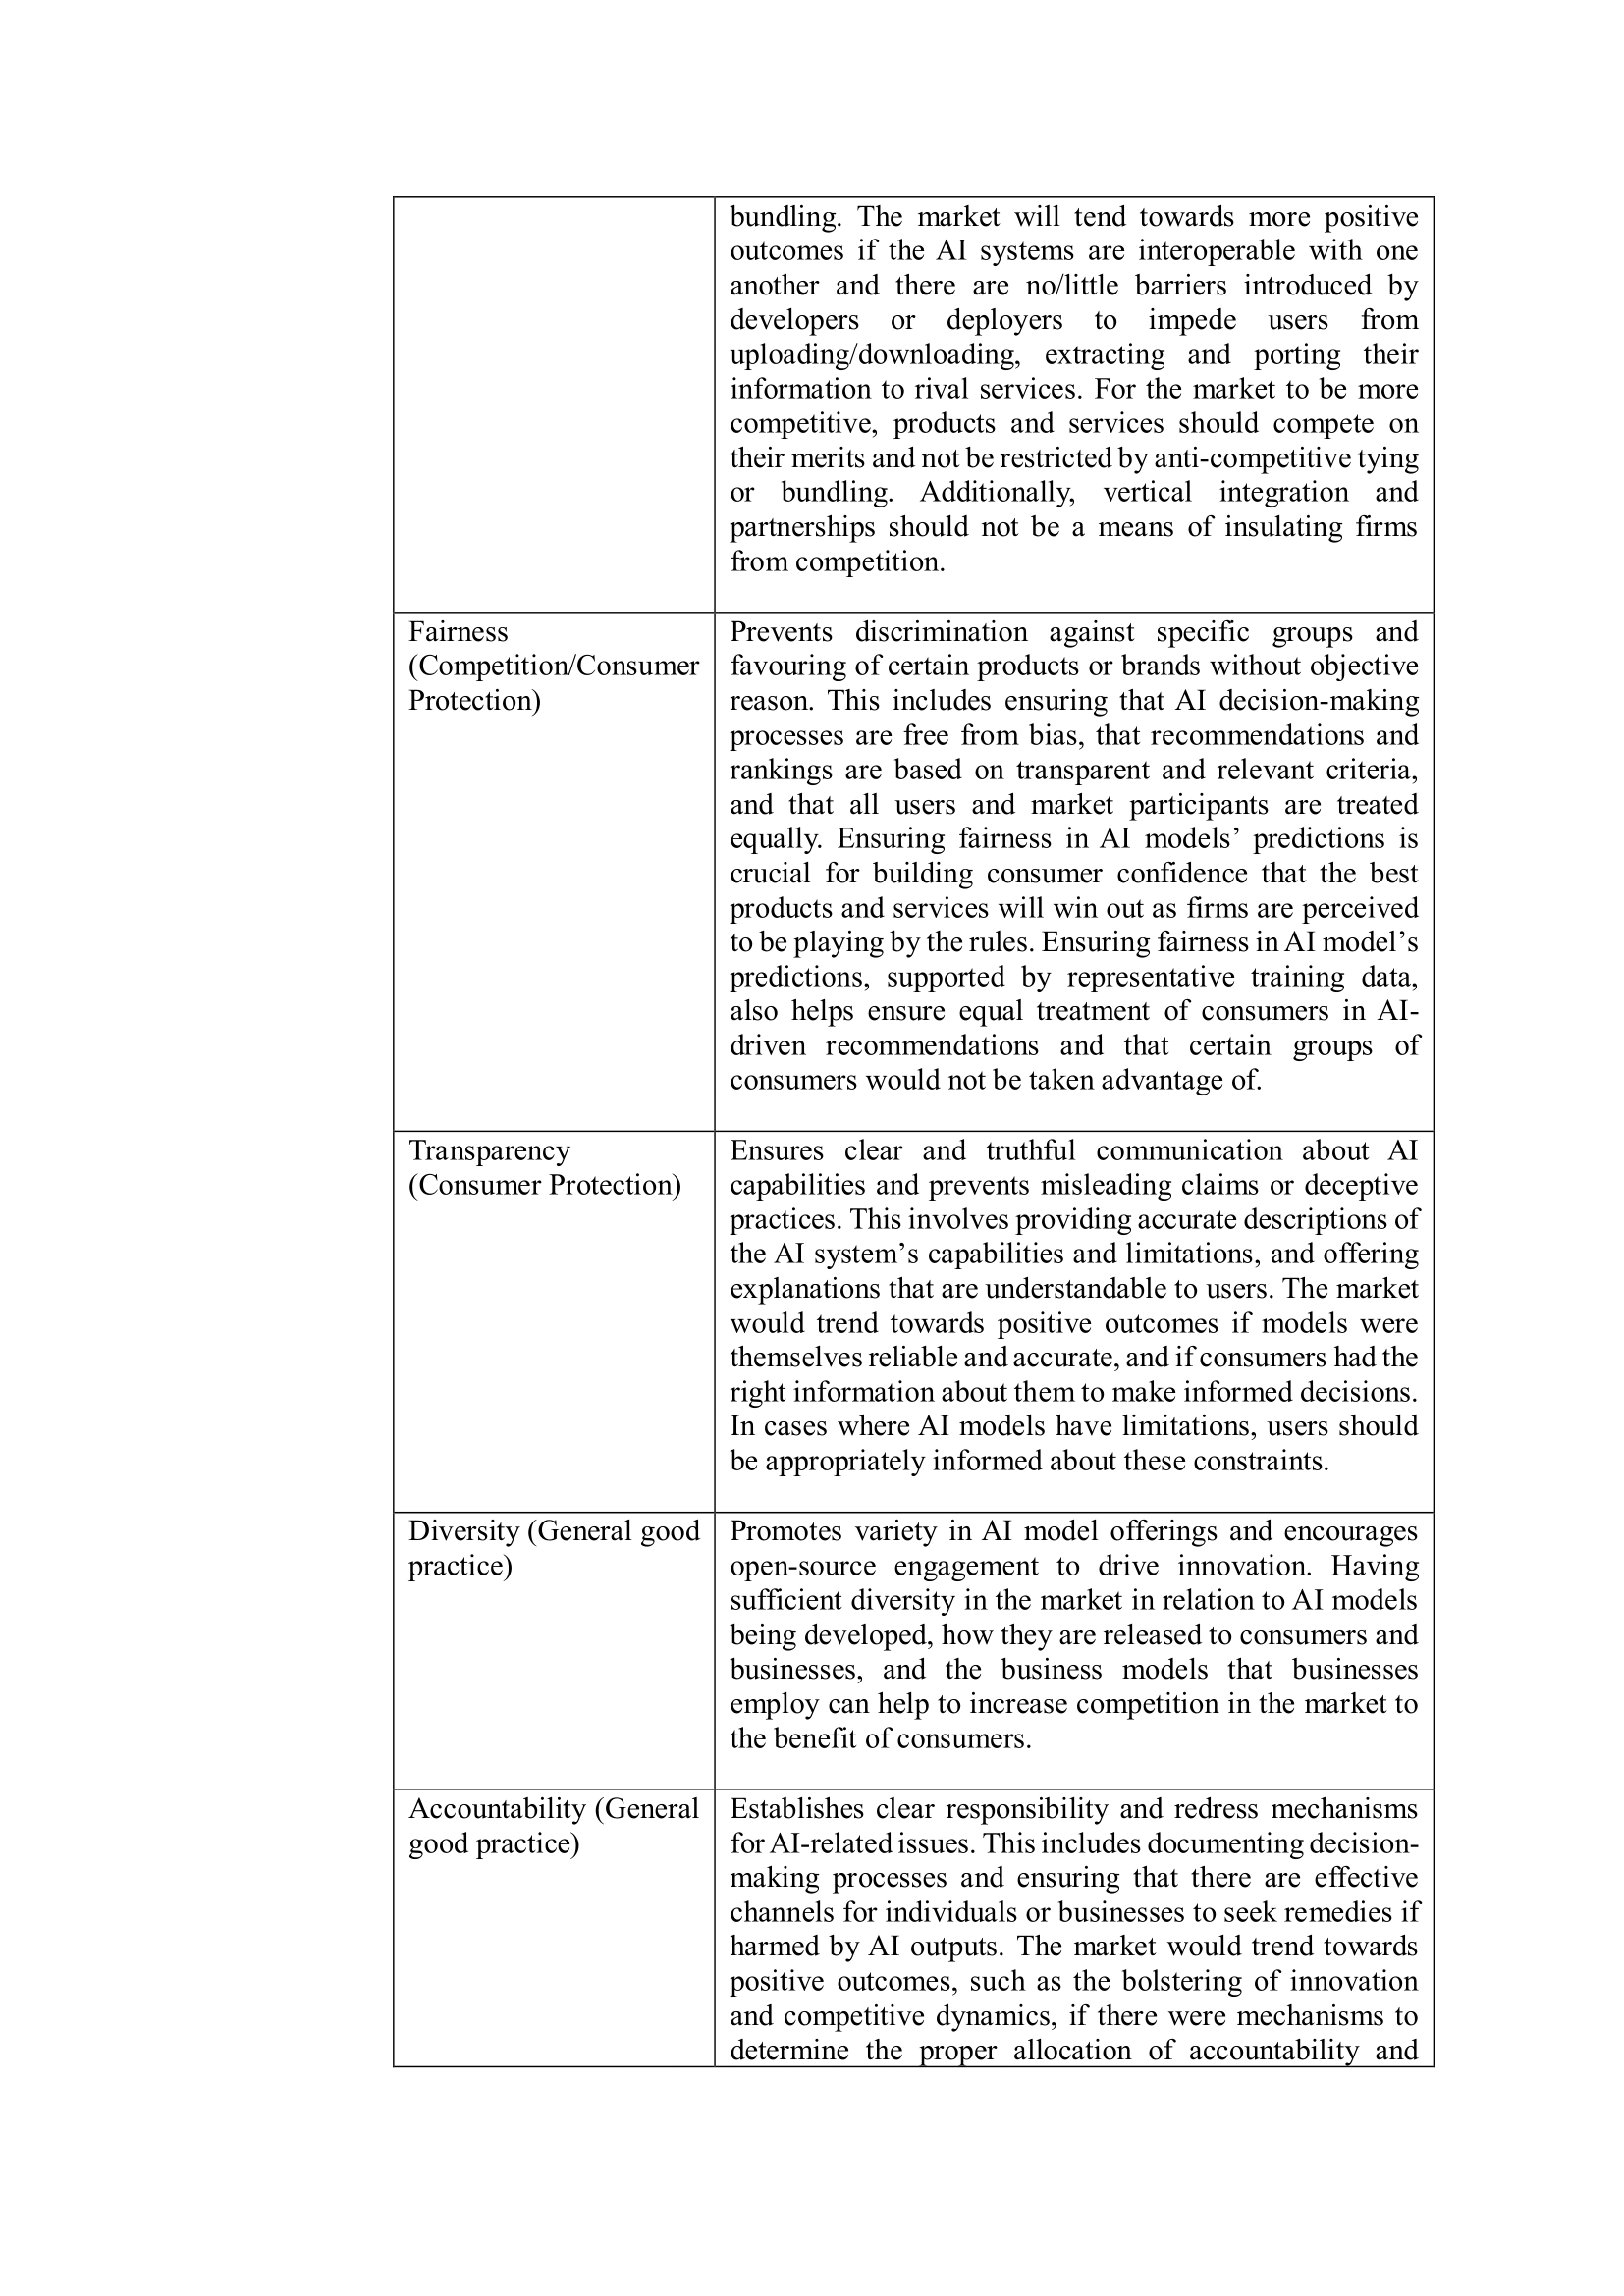 bundling. The market will tend towards more positive
outcomes if the AI systems are interoperable with one
another and there are no/little barriers introduced by
developers or deployers to impede users from
uploading/downloading, extracting and porting their
information to rival services. For the market to be more
competitive, products and services should compete on
their merits and not be restricted by anti-competitive tying
or bundling. Additionally, vertical integration and
partnerships should not be a means of insulating firms
from competition.
Fairness
(Competition/Consumer
Protection)
Prevents discrimination against specific groups and
favouring of certain products or brands without objective
reason. This includes ensuring that AI decision-making
processes are free from bias, that recommendations and
rankings are based on transparent and relevant criteria,
and that all users and market participants are treated
equally. Ensuring fairness in AI models’ predictions is
crucial for building consumer confidence that the best
products and services will win out as firms are perceived
to be playing by the rules. Ensuring fairness in AI model’s
predictions, supported by representative training data,
also helps ensure equal treatment of consumers in AI-
driven recommendations and that certain groups of
consumers would not be taken advantage of.
Transparency
(Consumer Protection)
Ensures clear and truthful communication about AI
capabilities and prevents misleading claims or deceptive
practices. This involves providing accurate descriptions of
the AI system’s capabilities and limitations, and offering
explanations that are understandable to users. The market
would trend towards positive outcomes if models were
themselves reliable and accurate, and if consumers had the
right information about them to make informed decisions.
In cases where AI models have limitations, users should
be appropriately informed about these constraints.
Diversity (General good
practice)
Promotes variety in AI model offerings and encourages
open-source engagement to drive innovation. Having
sufficient diversity in the market in relation to AI models
being developed, how they are released to consumers and
businesses, and the business models that businesses
employ can help to increase competition in the market to
the benefit of consumers.
Accountability (General
good practice)
Establishes clear responsibility and redress mechanisms
for AI-related issues. This includes documenting decision-
making processes and ensuring that there are effective
channels for individuals or businesses to seek remedies if
harmed by AI outputs. The market would trend towards
positive outcomes, such as the bolstering of innovation
and competitive dynamics, if there were mechanisms to
determine the proper allocation of accountability and